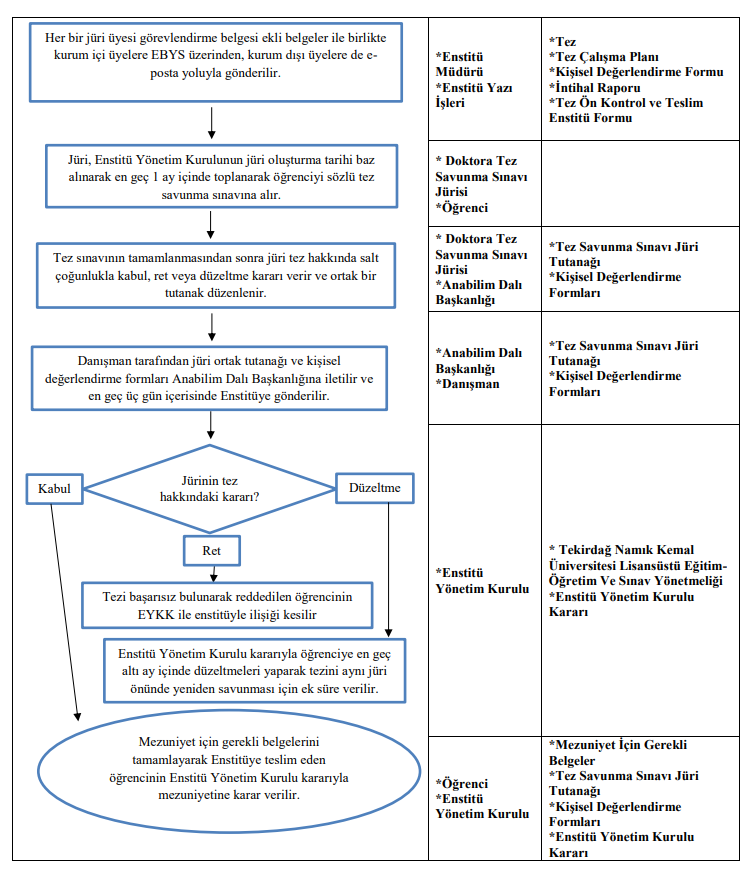 Her bir jüri üyesi görevlendirme belgesi ekli belgeler ile birlikte
kurum içi üyelere EBYS üzerinden, kurum dışı üyelere de e-
posta yoluyla gönderilir.
*Enstitü
Müdürü
*Enstitü Yazı
İşleri
*Tez
*Tez Çalışma Planı
*Kişisel Değerlendirme Formu
*İntihal Raporu
*Tez Ön Kontrol ve Teslim
Enstitü Formu
Jüri, Enstitü Yönetim Kurulunun jüri oluşturma tarihi baz
alınarak en geç 1 ay içinde toplanarak öğrenciyi sözlü tez
savunma sınavına alır.
* Doktora Tez
Savunma Sınavı
Jürisi
*Öğrenci
Tez sınavının tamamlanmasından sonra jüri tez hakkında salt
çoğunlukla kabul, ret veya düzeltme kararı verir ve ortak bir
tutanak düzenlenir.
* Doktora Tez
Savunma Sınavı
Jürisi
*Anabilim Dalı
Başkanlığı
*Tez Savunma Sınavı Jüri
Tutanağı
*Kişisel Değerlendirme
Formları
Danışman tarafından jüri ortak tutanağı ve kişisel
değerlendirme formları Anabilim Dalı Başkanlığına iletilir ve
en geç üç gün içerisinde Enstitüye gönderilir.
*Anabilim Dalı
Başkanlığı
*Danışman
*Tez Savunma Sınavı Jüri
Tutanağı
*Kişisel Değerlendirme
Formları
Jürinin tez
hakkındaki kararı?
Kabul
Düzeltme
Ret
Tezi başarısız bulunarak reddedilen öğrencinin
EYKK ile enstitüyle ilişiği kesilir
Enstitü Yönetim Kurulu kararıyla öğrenciye en geç
altı ay içinde düzeltmeleri yaparak tezini aynı jüri
önünde yeniden savunması için ek süre verilir.
*Enstitü
Yönetim Kurulu
* Tekirdağ Namık Kemal
Üniversitesi Lisansüstü Eğitim-
Öğretim Ve Sınav Yönetmeliği
*Enstitü Yönetim Kurulu
Kararı
Mezuniyet için gerekli belgelerini
tamamlayarak Enstitüye teslim eden
öğrencinin Enstitü Yönetim Kurulu kararıyla
mezuniyetine karar verilir.
*Öğrenci
*Enstitü
Yönetim Kurulu
*Mezuniyet İçin Gerekli
Belgeler
*Tez Savunma Sınavı Jüri
Tutanağı
*Kişisel Değerlendirme
Formları
*Enstitü Yönetim Kurulu
Kararı